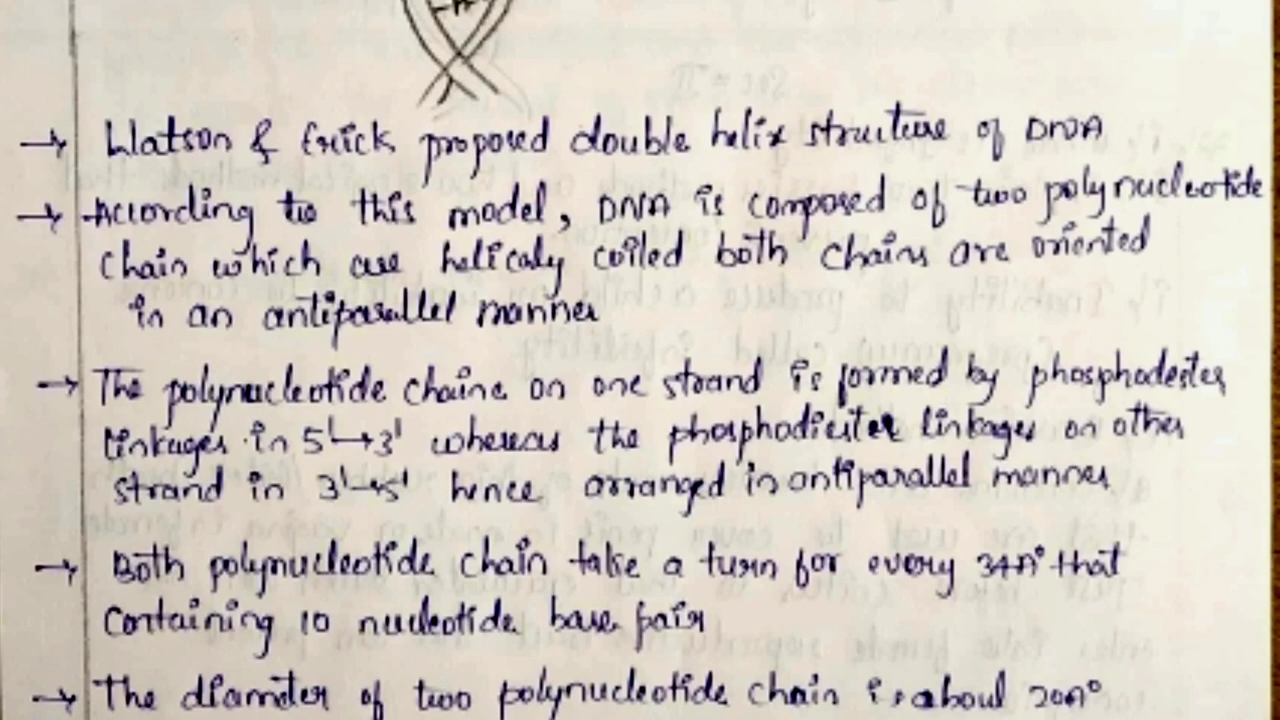 → Watson & Crick proposed double helix structure of DNA
→ According to this model, DNA is composed of two polynucleotide
chain which are helicaly coiled both chains are oriented
in an antiparallel manner
→ The polynucleotide chaine on one strand is formed by phosphodester
linkages in 5'→3' whereas the phosphodiester linkages on other
strand in 3'→5' hence arranged in antiparallel manner
→ Both polynucleotide chain take a turn for every 34A° that
containing 10 nucleotide base pair
→ The diamter of two polynucleotide chain is about 20A°